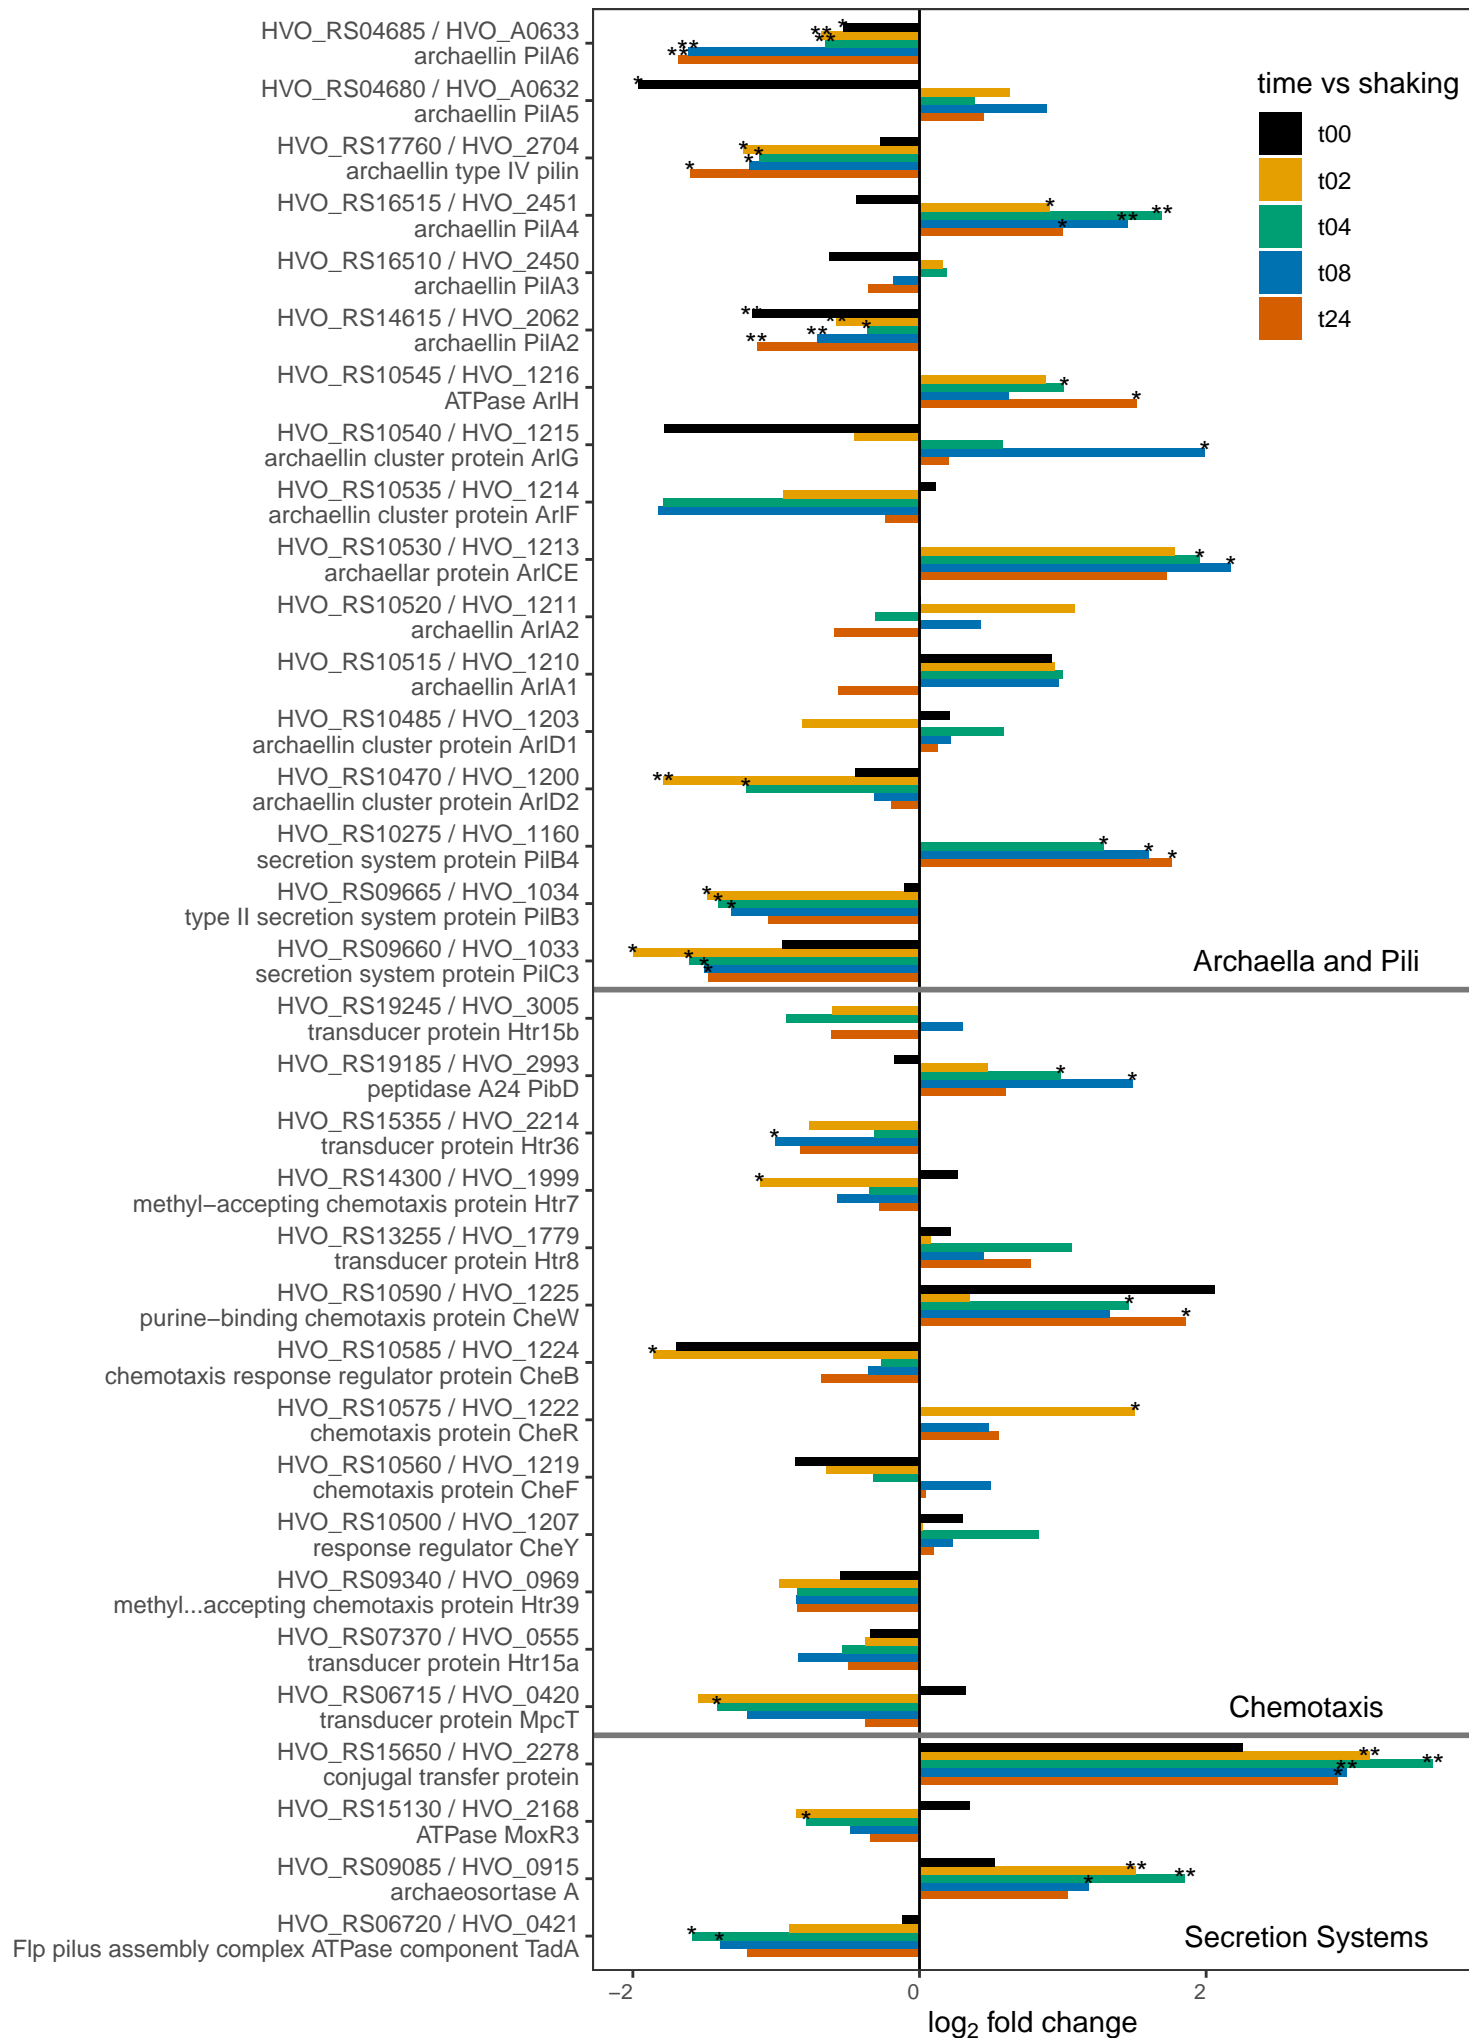 HVO_RS04685 / HVO_A0633
archaellin PilA6
HVO_RS04680 / HVO_A0632
archaellin PilA5
HVO_RS17760 / HVO_2704
archaellin type IV pilin
HVO_RS16515 / HVO_2451
archaellin PilA4
HVO_RS16510 / HVO_2450
archaellin PilA3
HVO_RS14615 / HVO_2062
archaellin PilA2
HVO_RS10545 / HVO_1216
ATPase ArlH
HVO_RS10540 / HVO_1215
archaellin cluster protein ArlG
HVO_RS10535 / HVO_1214
archaellin cluster protein ArlF
HVO_RS10530 / HVO_1213
archaellar protein ArlCE
HVO_RS10520 / HVO_1211
archaellin ArlA2
HVO_RS10515 / HVO_1210
archaellin ArlA1
HVO_RS10485 / HVO_1203
archaellin cluster protein ArlD1
HVO_RS10470 / HVO_1200
archaellin cluster protein ArlD2
HVO_RS10275 / HVO_1160
secretion system protein PilB4
HVO_RS09665 / HVO_1034
type II secretion system protein PilB3
HVO_RS09660 / HVO_1033
secretion system protein PilC3
HVO_RS19245 / HVO_3005
transducer protein Htr15b
HVO_RS19185 / HVO_2993
peptidase A24 PibD
HVO_RS15355 / HVO_2214
transducer protein Htr36
HVO_RS14300 / HVO_1999
methyl−accepting chemotaxis protein Htr7
HVO_RS13255 / HVO_1779
transducer protein Htr8
HVO_RS10590 / HVO_1225
purine−binding chemotaxis protein CheW
HVO_RS10585 / HVO_1224
chemotaxis response regulator protein CheB
HVO_RS10575 / HVO_1222
chemotaxis protein CheR
HVO_RS10560 / HVO_1219
chemotaxis protein CheF
HVO_RS10500 / HVO_1207
response regulator CheY
HVO_RS09340 / HVO_0969
methyl...accepting chemotaxis protein Htr39
HVO_RS07370 / HVO_0555
transducer protein Htr15a
HVO_RS06715 / HVO_0420
transducer protein MpcT
HVO_RS15650 / HVO_2278
conjugal transfer protein
HVO_RS15130 / HVO_2168
ATPase MoxR3
HVO_RS09085 / HVO_0915
archaeosortase A
HVO_RS06720 / HVO_0421
Flp pilus assembly complex ATPase component TadA
time vs shaking
t00
t02
t04
t08
t24
Archaella and Pili
Chemotaxis
Secretion Systems
−2 0 2
log₂ fold change